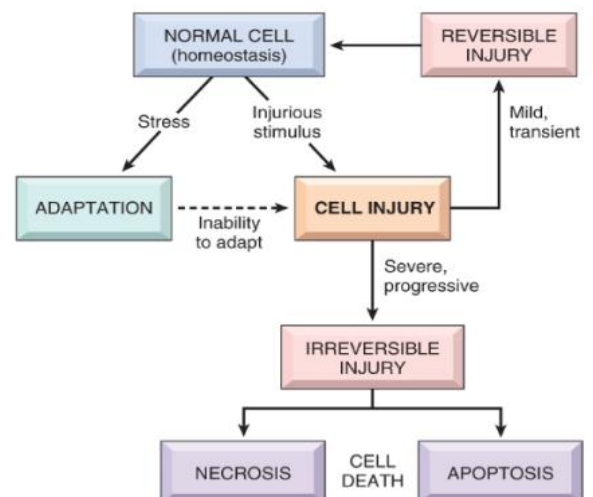 NORMAL CELL
(homeostasis)
REVERSIBLE
INJURY
Stress
Injurious
stimulus
Mild,
transient
ADAPTATION
Inability
to adapt
CELL INJURY
Severe,
progressive
IRREVERSIBLE
INJURY
NECROSIS
CELL
DEATH
APOPTOSIS